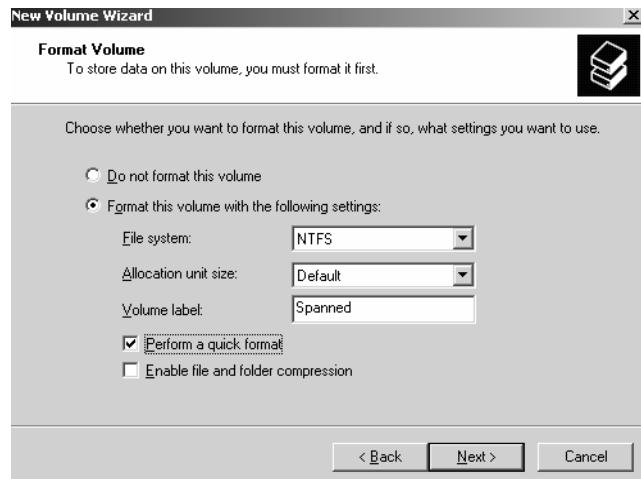 New Volume Wizard
Format Volume
To store data on this volume, you must format it first.
Choose whether you want to format this volume, and if so, what settings you want to use.
Do not format this volume
Format this volume with the following settings:
File system: NTFS
Allocation unit size: Default
Volume label: Spanned
Perform a quick format
Enable file and folder compression
< Back Next > Cancel